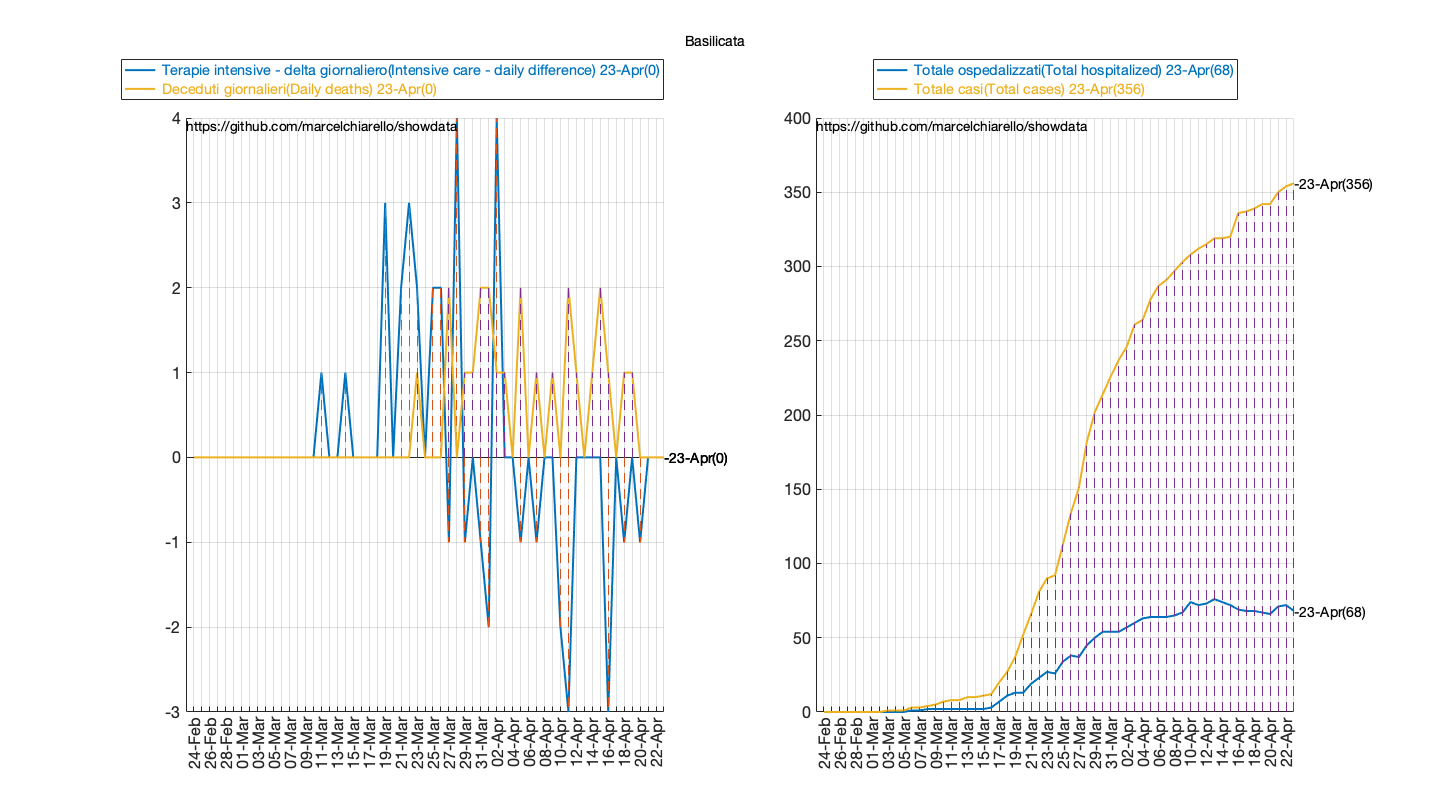 Basilicata
Terapie intensive - delta giornaliero(Intensive care - daily difference) 23-Apr(0)
Deceduti giornalieri(Daily deaths) 23-Apr(0)
https://github.com/marcelchiarello/showdata
4
3
2
1
0
-1
-2
-3
-23-Apr(0)
24-Feb
26-Feb
28-Feb
01-Mar
03-Mar
05-Mar
07-Mar
09-Mar
11-Mar
13-Mar
15-Mar
17-Mar
19-Mar
21-Mar
23-Mar
25-Mar
27-Mar
29-Mar
31-Mar
02-Apr
04-Apr
06-Apr
08-Apr
10-Apr
12-Apr
14-Apr
16-Apr
18-Apr
20-Apr
22-Apr
Totale ospedalizzati(Total hospitalized) 23-Apr(68)
Totale casi(Total cases) 23-Apr(356)
https://github.com/marcelchiarello/showdata
400
350
300
250
200
150
100
50
0
-23-Apr(356)
-23-Apr(68)
24-Feb
26-Feb
28-Feb
01-Mar
03-Mar
05-Mar
07-Mar
09-Mar
11-Mar
13-Mar
15-Mar
17-Mar
19-Mar
21-Mar
23-Mar
25-Mar
27-Mar
29-Mar
31-Mar
02-Apr
04-Apr
06-Apr
08-Apr
10-Apr
12-Apr
14-Apr
16-Apr
18-Apr
20-Apr
22-Apr